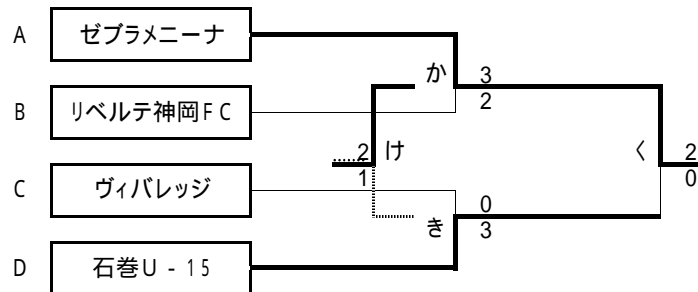 A ゼブラメニーナ
か 3
B リベルテ神岡FC 2
2 け く 2
C ヴィバレッジ 1 0
0
き 3
D 石巻U-15